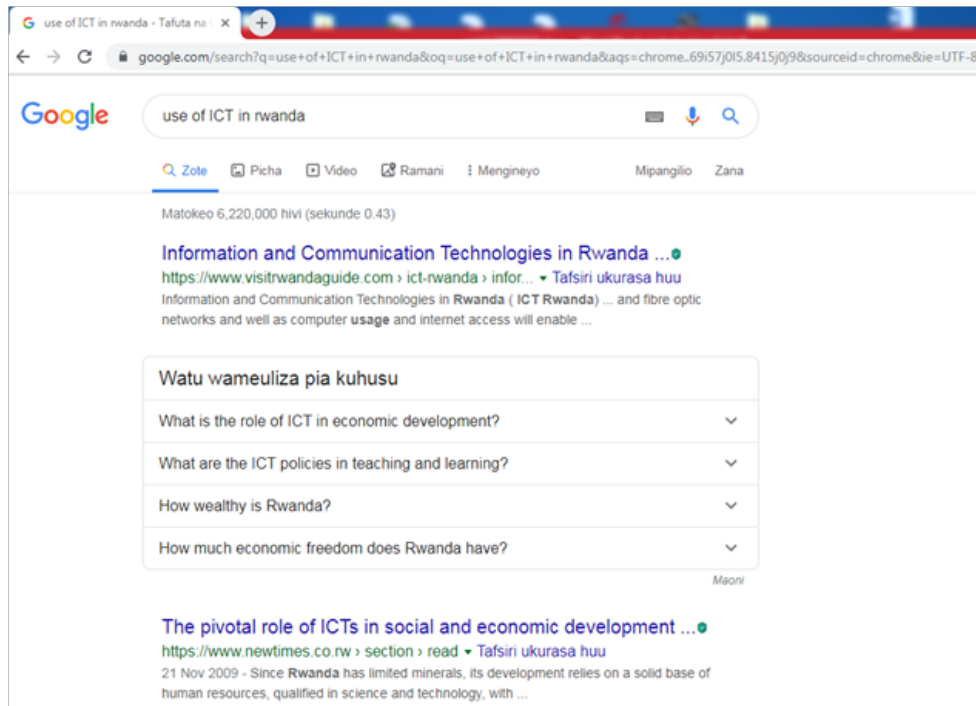 use of ICT in rwanda - Tafuta na
google.com/search?q=use+of+ICT+in+rwanda&oq=use+of+ICT+in+rwanda&aqs=chrome..69i57j0l5.8415j0j9&sourceid=chrome&ie=UTF-8
Google
use of ICT in rwanda
Zote Picha Video Ramani Mengineyo Mipangilio Zana
Matokeo 6,220,000 hivi (sekunde 0.43)
Information and Communication Technologies in Rwanda ...
https://www.visitrwandaguide.com › ict-rwanda › infor... Tafsiri ukurasa huu
Information and Communication Technologies in Rwanda ( ICT Rwanda) ... and fibre optic
networks and well as computer usage and internet access will enable ...
Watu wameuliza pia kuhusu
What is the role of ICT in economic development?
What are the ICT policies in teaching and learning?
How wealthy is Rwanda?
How much economic freedom does Rwanda have?
Maoni
The pivotal role of ICTs in social and economic development ...
https://www.newtimes.co.rw › section › read Tafsiri ukurasa huu
21 Nov 2009 - Since Rwanda has limited minerals, its development relies on a solid base of
human resources, qualified in science and technology, with ...